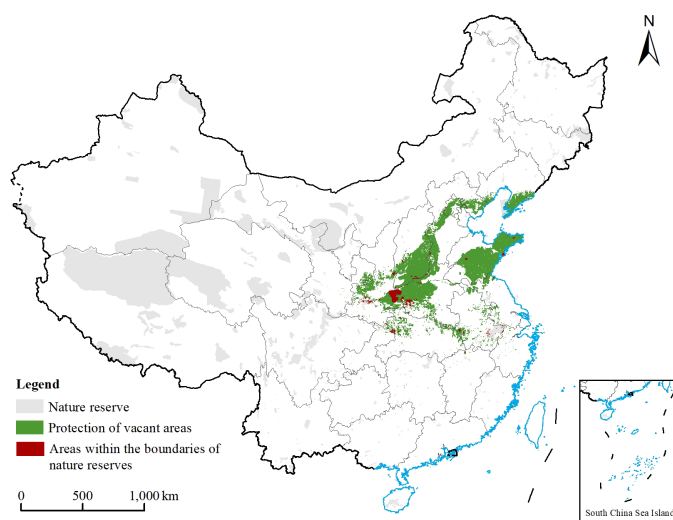 N
Legend
Nature reserve
Protection of vacant areas
Areas within the boundaries of
nature reserves
0 500 1,000 km
South China Sea Island